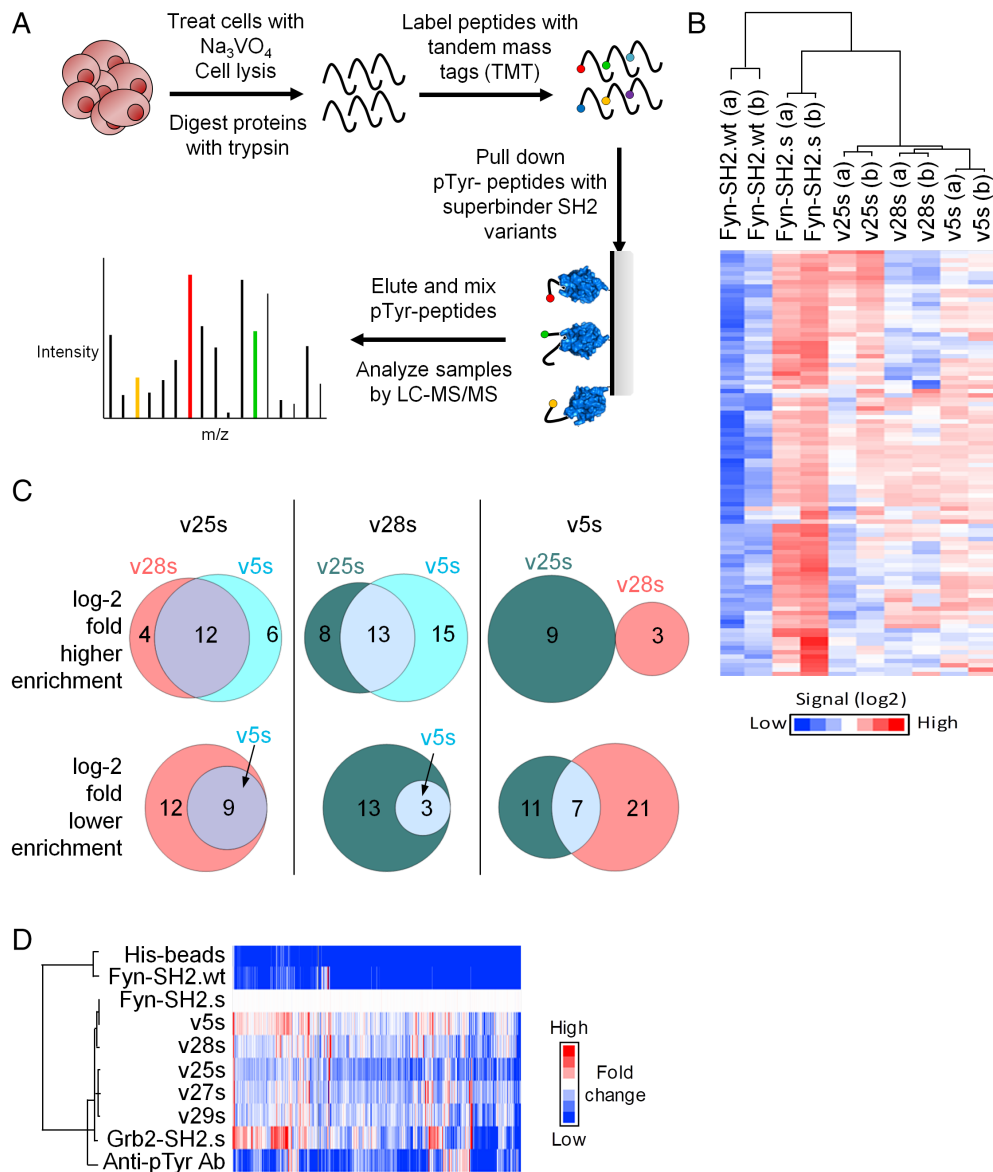 A
Treat cells with
Na₃VO₄
Cell lysis
Digest proteins
with trypsin
Label peptides with
tandem mass
tags (TMT)
Pull down
pTyr- peptides with
superbinder SH2
variants
Elute and mix
pTyr-peptides
Analyze samples
by LC-MS/MS
Intensity
m/z
B
Fyn-SH2.wt (a)
Fyn-SH2.wt (b)
Fyn-SH2.s (a)
Fyn-SH2.s (b)
v25s (a)
v25s (b)
v28s (a)
v28s (b)
v5s (a)
v5s (b)
Signal (log2)
Low High
C
v25s v28s v5s
log-2
fold
higher
enrichment
v28s v5s
4 12 6
v25s v5s
8 13 15
v25s v28s
9 3
log-2
fold
lower
enrichment
v5s
12 9
v5s
13 3
11 7 21
D
His-beads
Fyn-SH2.wt
Fyn-SH2.s
v5s
v28s
v25s
v27s
v29s
Grb2-SH2.s
Anti-pTyr Ab
High
Fold
change
Low